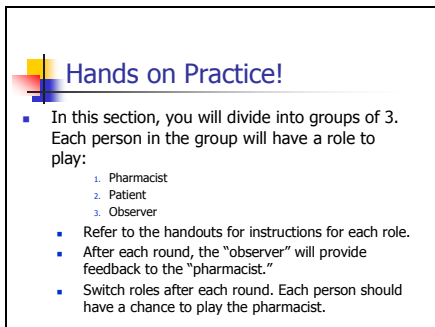 Hands on Practice!
▪ In this section, you will divide into groups of 3.
Each person in the group will have a role to
play:
1. Pharmacist
2. Patient
3. Observer
▪ Refer to the handouts for instructions for each role.
▪ After each round, the “observer” will provide
feedback to the “pharmacist.”
▪ Switch roles after each round. Each person should
have a chance to play the pharmacist.